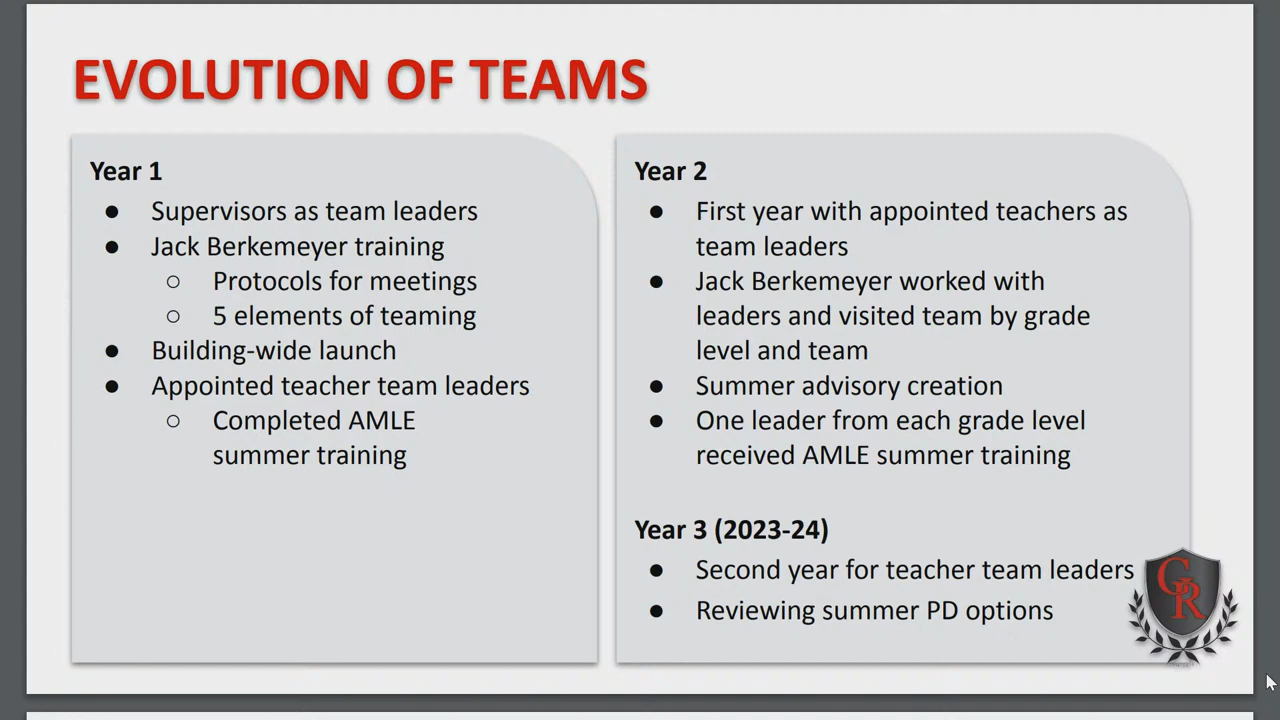 EVOLUTION OF TEAMS
Year 1
● Supervisors as team leaders
● Jack Berkemeyer training
○ Protocols for meetings
○ 5 elements of teaming
● Building-wide launch
● Appointed teacher team leaders
○ Completed AMLE
summer training
Year 2
● First year with appointed teachers as
team leaders
● Jack Berkemeyer worked with
leaders and visited team by grade
level and team
● Summer advisory creation
● One leader from each grade level
received AMLE summer training
Year 3 (2023-24)
● Second year for teacher team leaders
● Reviewing summer PD options
GR